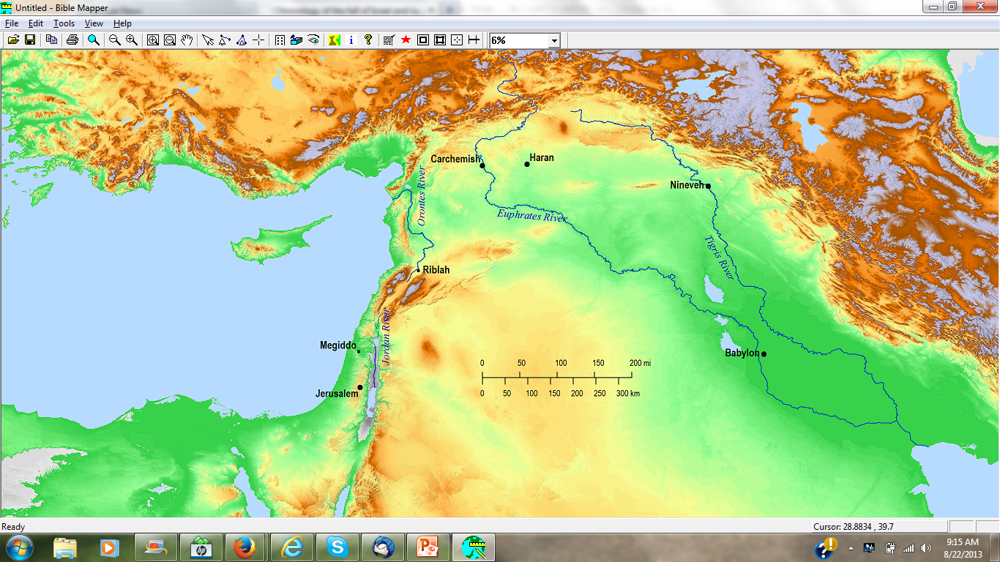 Untitled - Bible Mapper
File Edit Tools View Help
6%
Carchemish
Haran
Nineveh
Orontes River
Euphrates River
Tigris River
Riblah
Jordan River
Megiddo
Babylon
Jerusalem
0 50 100 150 200 mi
0 50 100 150 200 250 300 km
Ready
Cursor: 28.8834 , 39.7
9:15 AM
8/22/2013